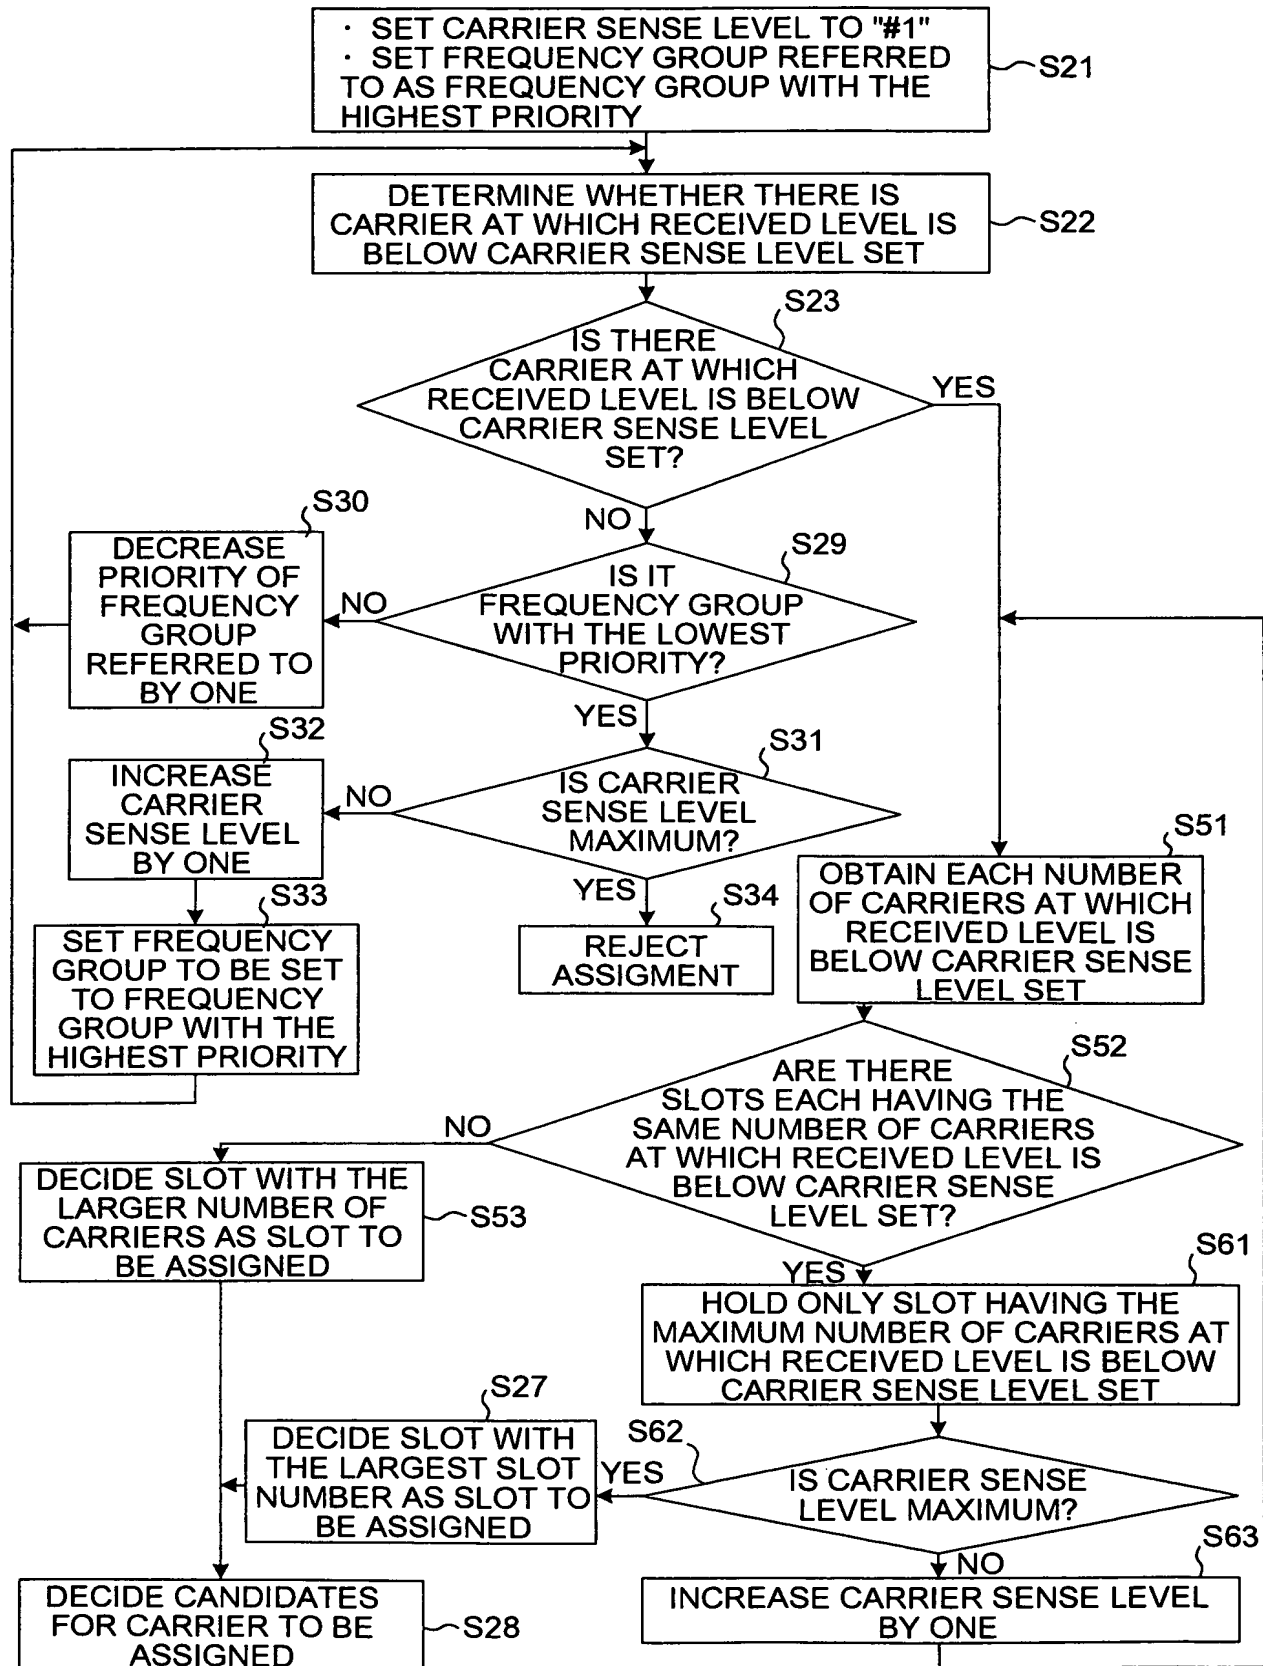 · SET CARRIER SENSE LEVEL TO "#1"
· SET FREQUENCY GROUP REFERRED
TO AS FREQUENCY GROUP WITH THE
HIGHEST PRIORITY
S21
DETERMINE WHETHER THERE IS
CARRIER AT WHICH RECEIVED LEVEL IS
BELOW CARRIER SENSE LEVEL SET
S22
S23
IS THERE
CARRIER AT WHICH
RECEIVED LEVEL IS BELOW
CARRIER SENSE LEVEL
SET?
YES
NO
S30
DECREASE
PRIORITY OF
FREQUENCY
GROUP
REFERRED TO
BY ONE
NO
S29
IS IT
FREQUENCY GROUP
WITH THE LOWEST
PRIORITY?
YES
S32
INCREASE
CARRIER
SENSE LEVEL
BY ONE
NO
S31
IS CARRIER
SENSE LEVEL
MAXIMUM?
YES
S33
SET FREQUENCY
GROUP TO BE SET
TO FREQUENCY
GROUP WITH THE
HIGHEST PRIORITY
S34
REJECT
ASSIGMENT
S51
OBTAIN EACH NUMBER
OF CARRIERS AT WHICH
RECEIVED LEVEL IS
BELOW CARRIER SENSE
LEVEL SET
S52
ARE THERE
SLOTS EACH HAVING THE
SAME NUMBER OF CARRIERS
AT WHICH RECEIVED LEVEL IS
BELOW CARRIER SENSE
LEVEL SET?
NO
YES
DECIDE SLOT WITH THE
LARGER NUMBER OF
CARRIERS AS SLOT TO
BE ASSIGNED
S53
S61
HOLD ONLY SLOT HAVING THE
MAXIMUM NUMBER OF CARRIERS AT
WHICH RECEIVED LEVEL IS BELOW
CARRIER SENSE LEVEL SET
S27
DECIDE SLOT WITH
THE LARGEST SLOT
NUMBER AS SLOT TO
BE ASSIGNED
S62
YES
IS CARRIER SENSE
LEVEL MAXIMUM?
NO
S63
INCREASE CARRIER SENSE LEVEL
BY ONE
DECIDE CANDIDATES
FOR CARRIER TO BE
ASSIGNED
S28